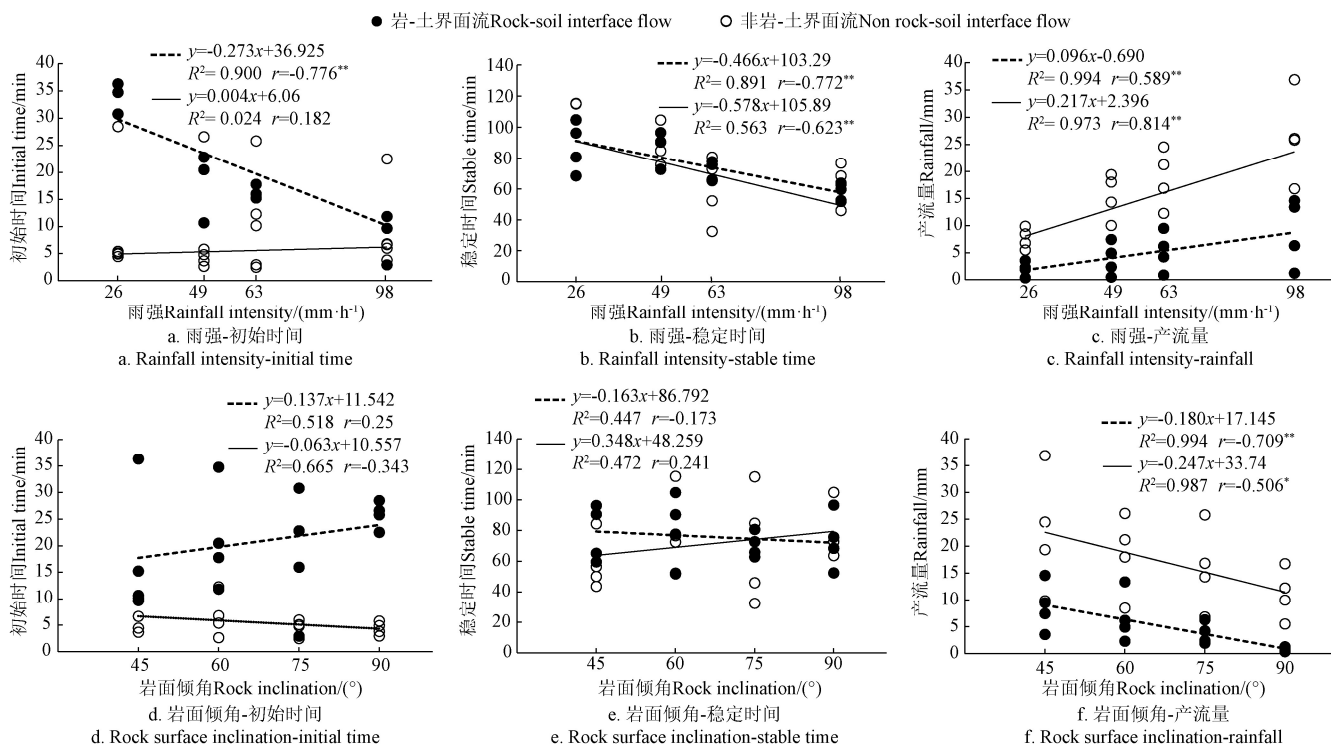 ● 岩-土界面流Rock-soil interface flow ○ 非岩-土界面流Non rock-soil interface flow
y=-0.273x+36.925
R²= 0.900 r=-0.776**
y=0.004x+6.06
R²= 0.024 r=0.182
初始时间Initial time/min
40
35
30
25
20
15
10
5
0
26 49 63 98
雨强Rainfall intensity/(mm·h⁻¹)
a. 雨强-初始时间
a. Rainfall intensity-initial time
y=-0.466x+103.29
R²= 0.891 r=-0.772**
y=-0.578x+105.89
R²= 0.563 r=-0.623**
稳定时间Stable time/min
140
120
100
80
60
40
20
0
26 49 63 98
雨强Rainfall intensity/(mm·h⁻¹)
b. 雨强-稳定时间
b. Rainfall intensity-stable time
y=0.096x-0.690
R²= 0.994 r=0.589**
y=0.217x+2.396
R²= 0.973 r=0.814**
产流量Rainfall/mm
40
35
30
25
20
15
10
5
0
26 49 63 98
雨强Rainfall intensity/(mm·h⁻¹)
c. 雨强-产流量
c. Rainfall intensity-rainfall
y=0.137x+11.542
R²=0.518 r=0.25
y=-0.063x+10.557
R²=0.665 r=-0.343
初始时间Initial time/min
40
35
30
25
20
15
10
5
0
45 60 75 90
岩面倾角Rock inclination/(°)
d. 岩面倾角-初始时间
d. Rock surface inclination-initial time
y=-0.163x+86.792
R²=0.447 r=-0.173
y=0.348x+48.259
R²=0.472 r=0.241
稳定时间Stable time/min
140
120
100
80
60
40
20
0
45 60 75 90
岩面倾角Rock inclination/(°)
e. 岩面倾角-稳定时间
e. Rock surface inclination-stable time
y=-0.180x+17.145
R²=0.994 r=-0.709**
y=-0.247x+33.74
R²=0.987 r=-0.506*
产流量Rainfall/mm
40
35
30
25
20
15
10
5
0
45 60 75 90
岩面倾角Rock inclination/(°)
f. 岩面倾角-产流量
f. Rock surface inclination-rainfall